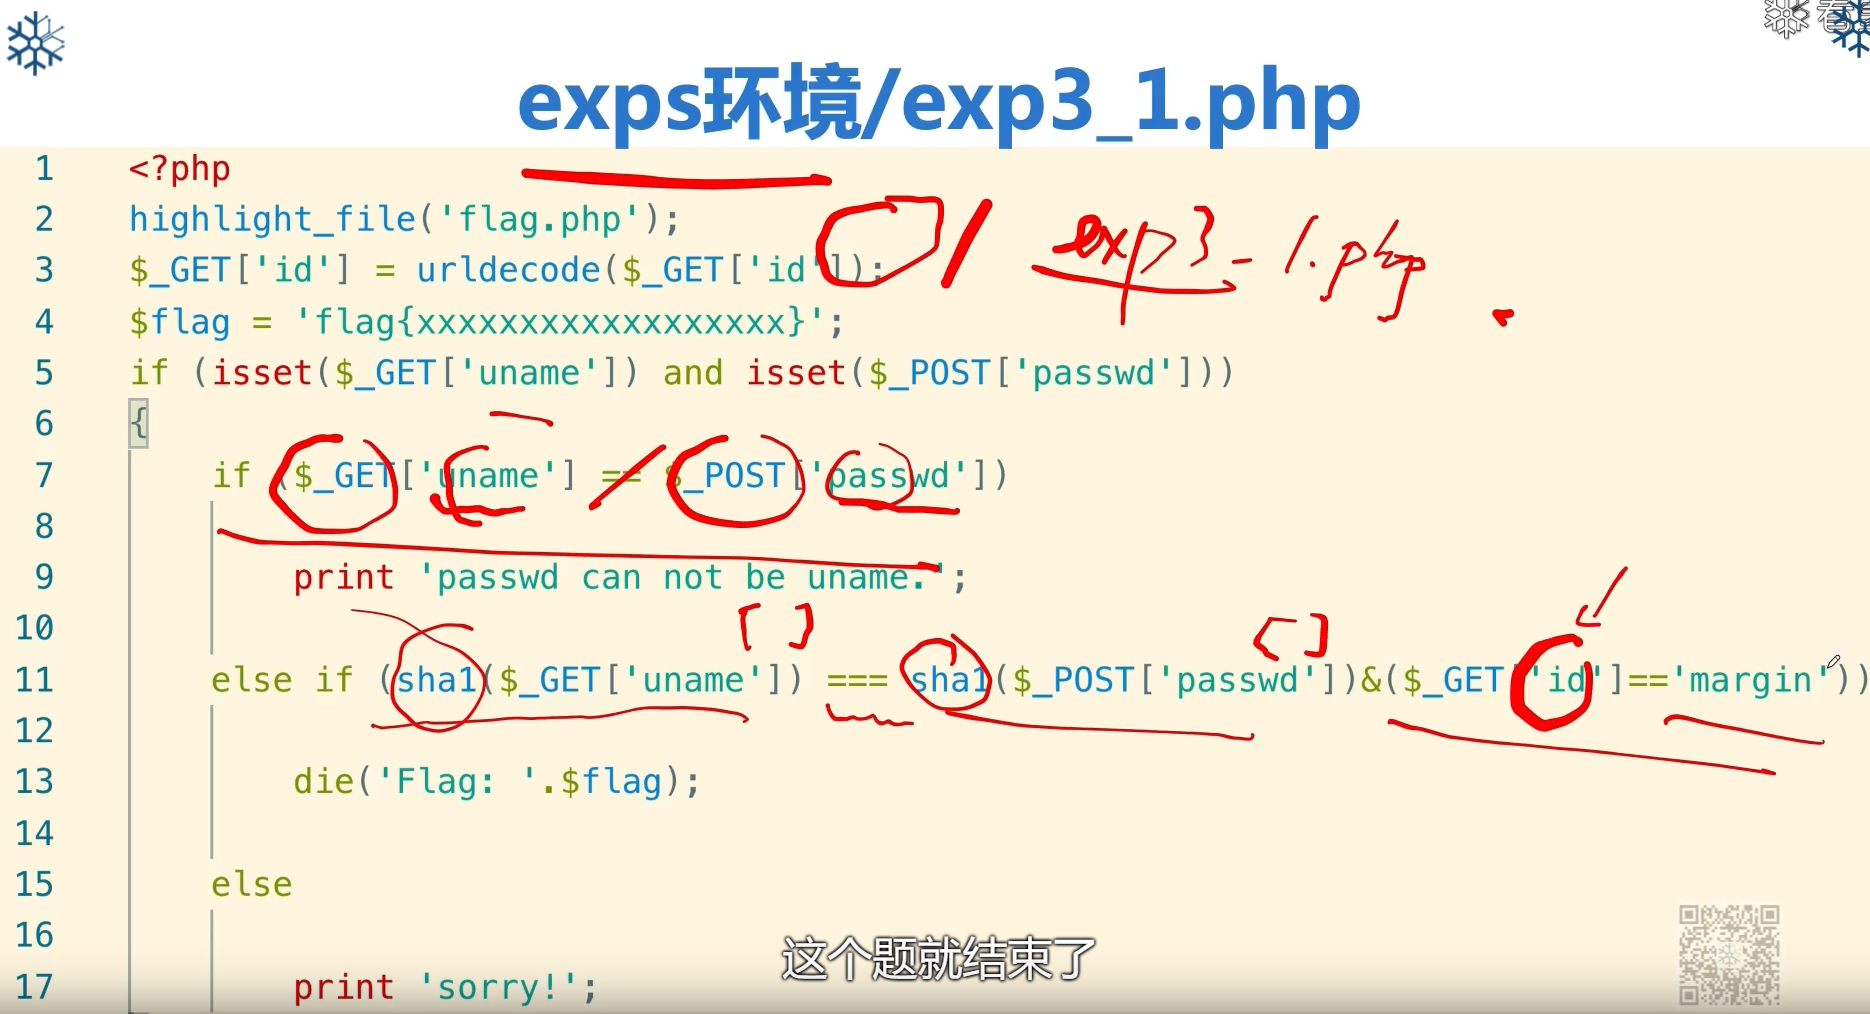 看
exps环境/exp3_1.php
1 <?php
2 highlight_file('flag.php');
3 $_GET['id'] = urldecode($_GET['id']);
exp3_1.php
4 $flag = 'flag{xxxxxxxxxxxxxxxxxx}';
5 if (isset($_GET['uname']) and isset($_POST['passwd']))
6 {
7 if ($_GET['uname'] == $_POST['passwd'])
8
9 print 'passwd can not be uname.';
10
[ ] [ ]
11 else if (sha1($_GET['uname']) === sha1($_POST['passwd'])&($_GET['id']=='margin'))
12
13 die('Flag: '.$flag);
14
15 else
16
17 print 'sorry!';
这个题就结束了